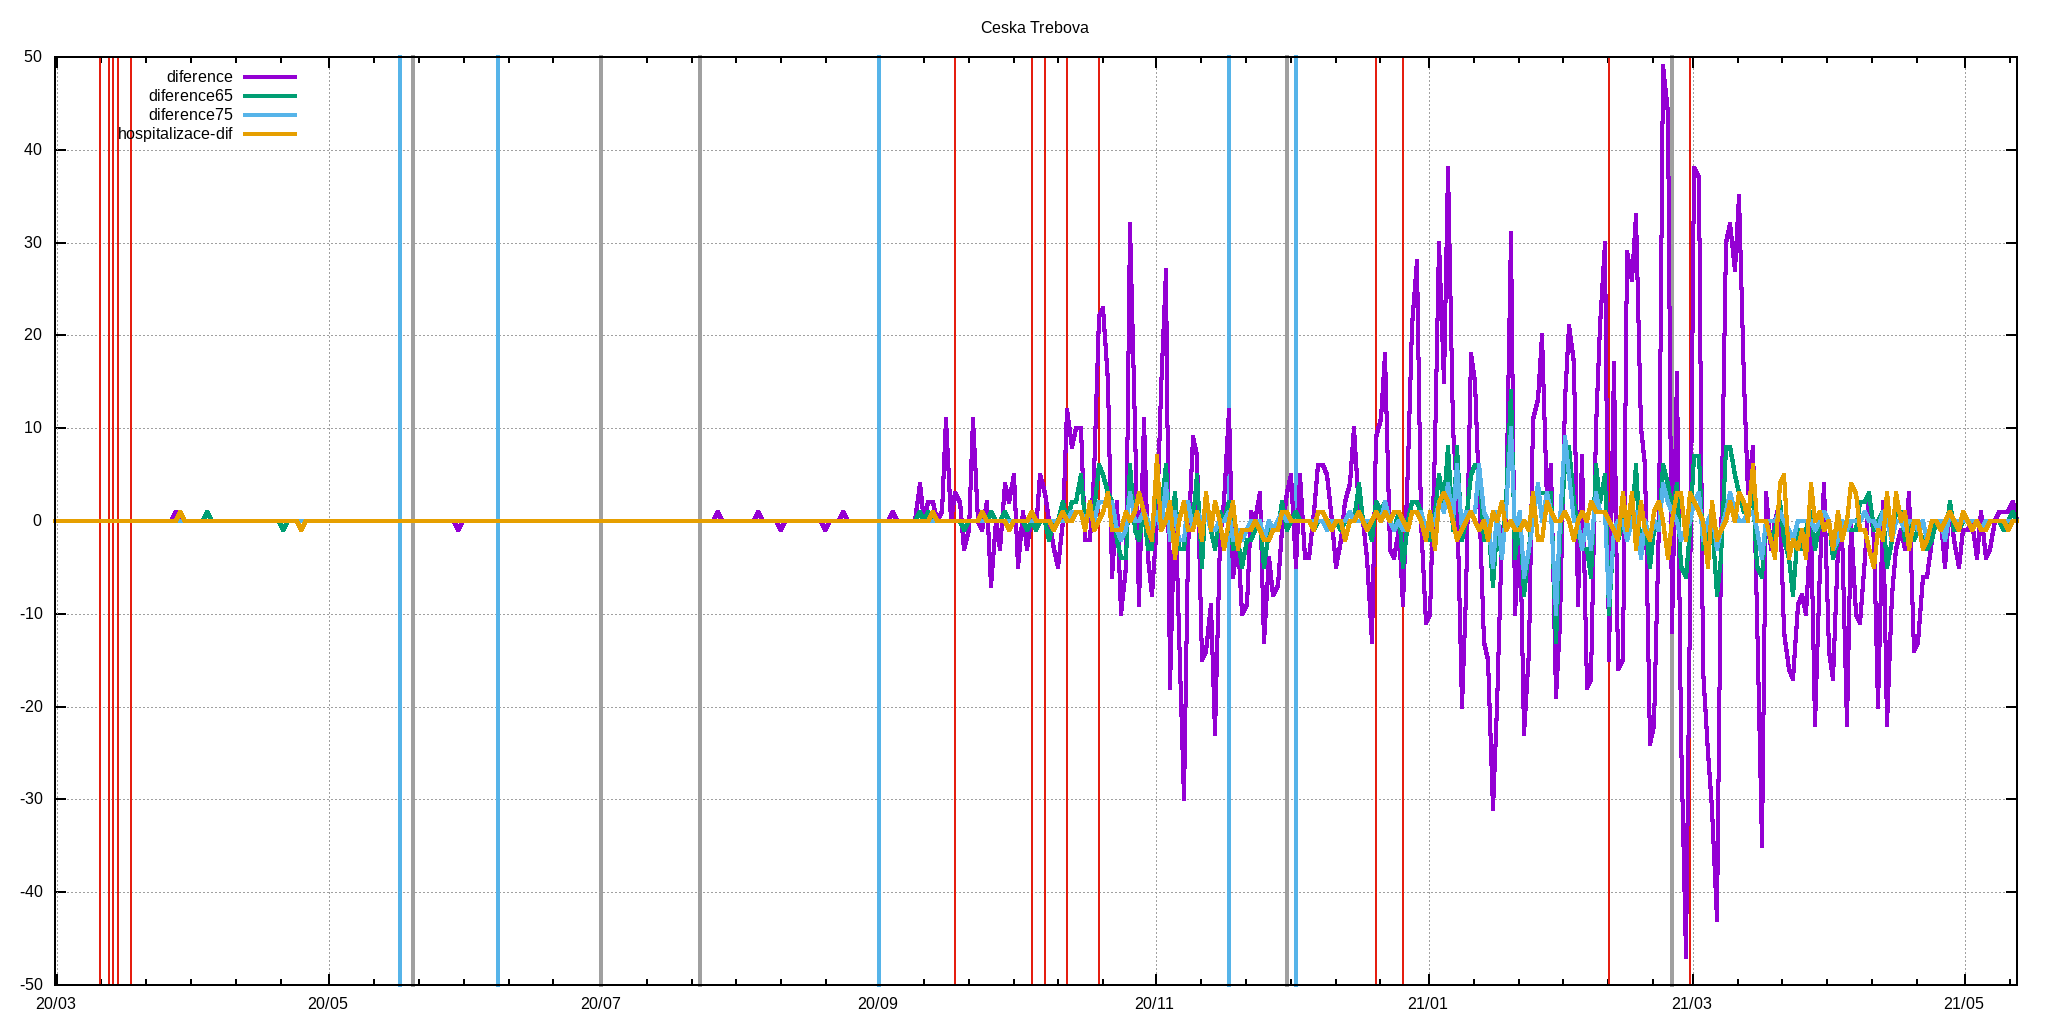 Ceska Trebova
50
diference
diference65
diference75
hospitalizace-dif
40
30
20
10
0
-10
-20
-30
-40
-50
20/03 20/05 20/07 20/09 20/11 21/01 21/03 21/05